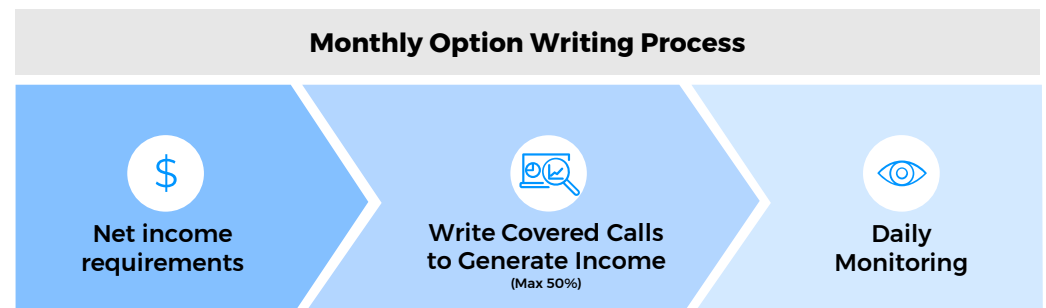 Monthly Option Writing Process
$
Net income
requirements
Write Covered Calls
to Generate Income
(Max 50%)
Daily
Monitoring